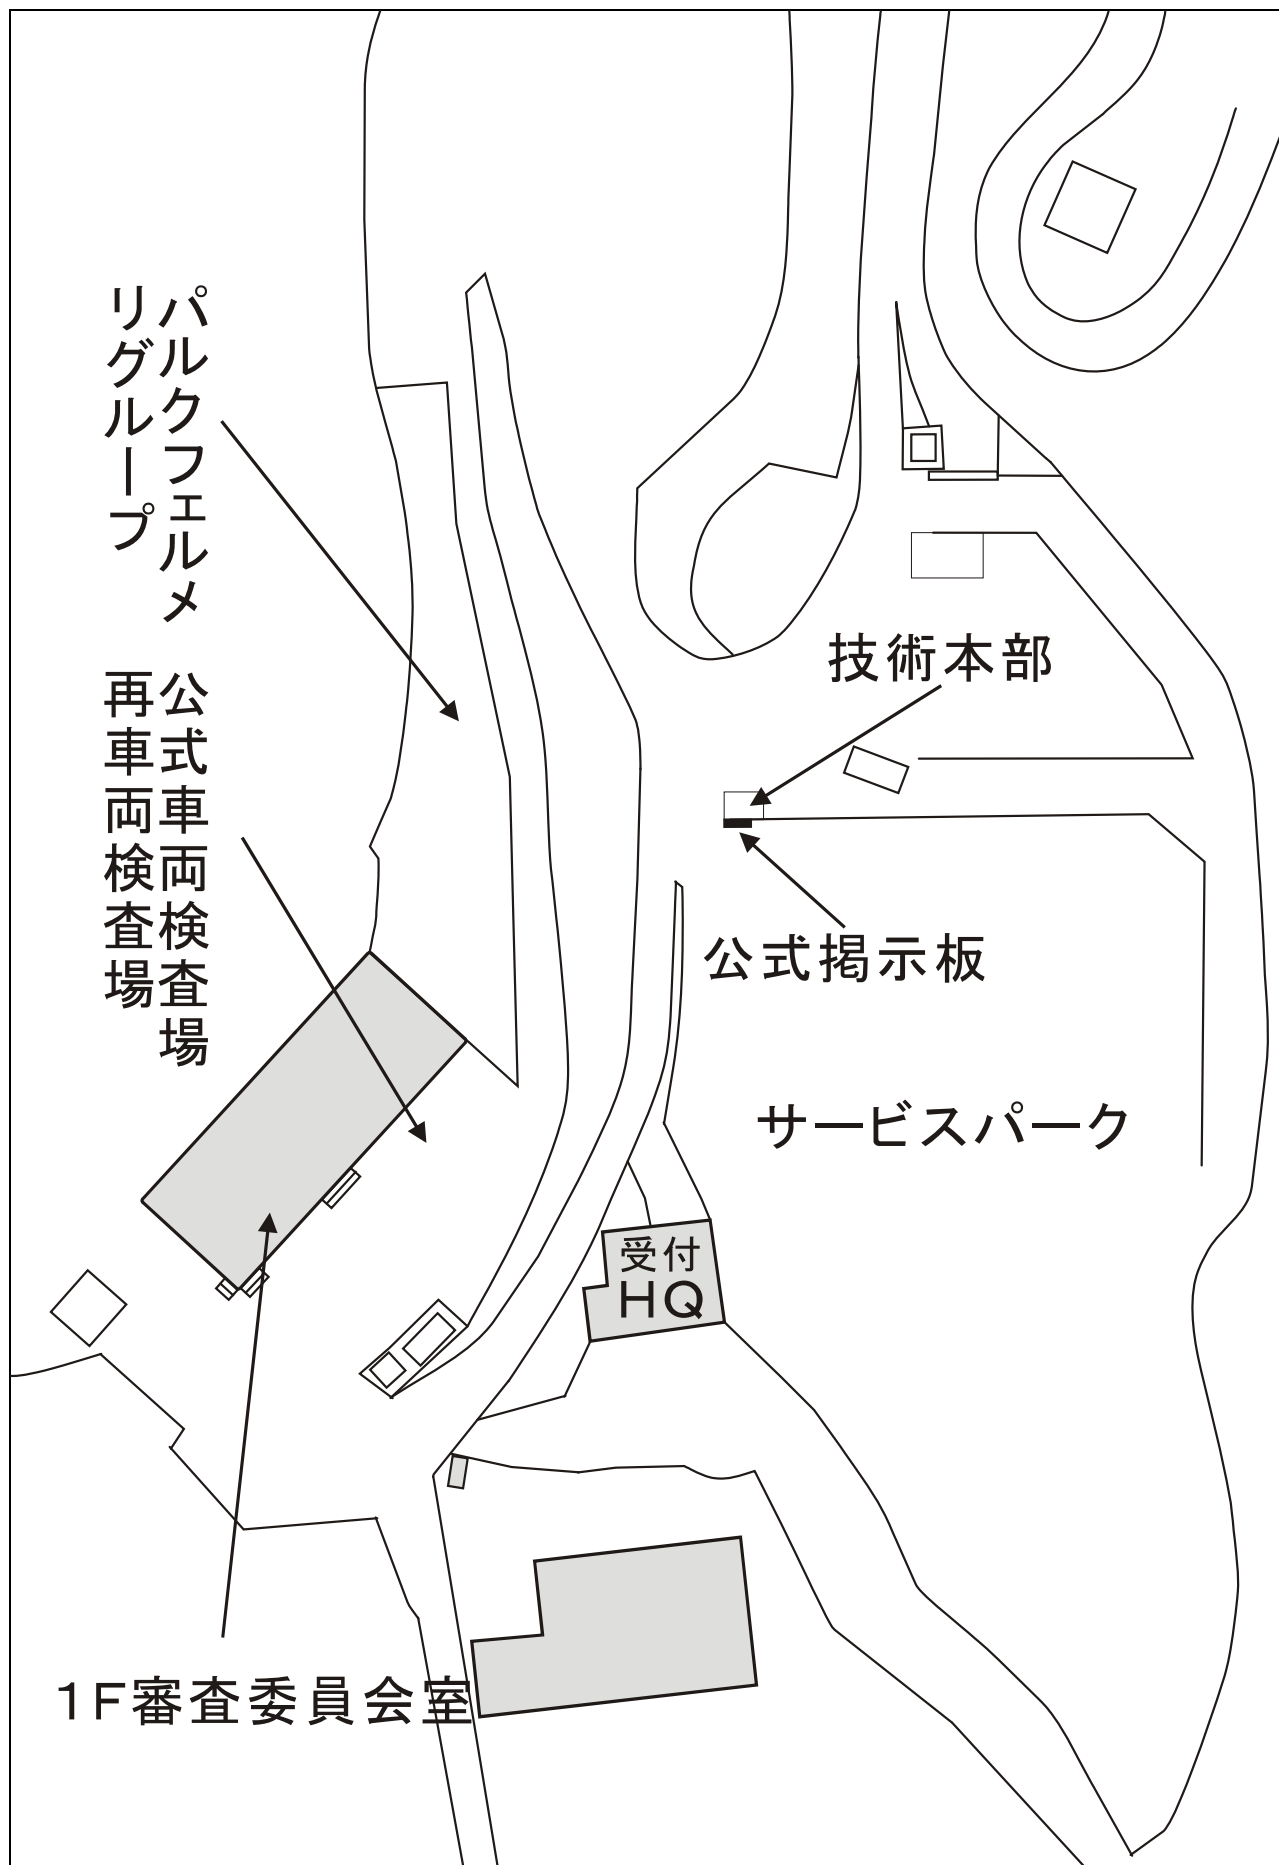 パルクフェルメ
リグループ
公式車両検査場
再車両検査場
技術本部
公式掲示板
サービスパーク
受付
HQ
1F審査委員会室